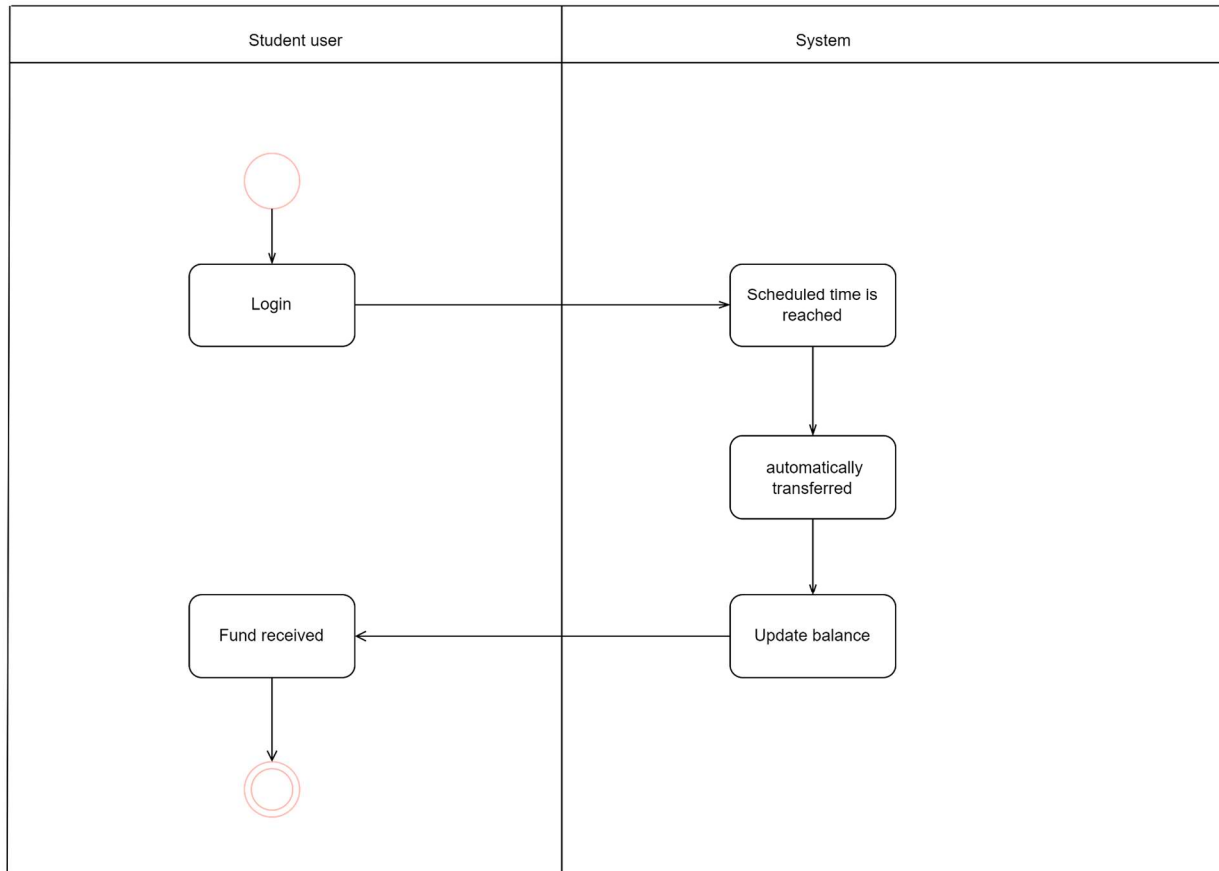 Student user
System
Login
Scheduled time is
reached
automatically
transferred
Fund received
Update balance